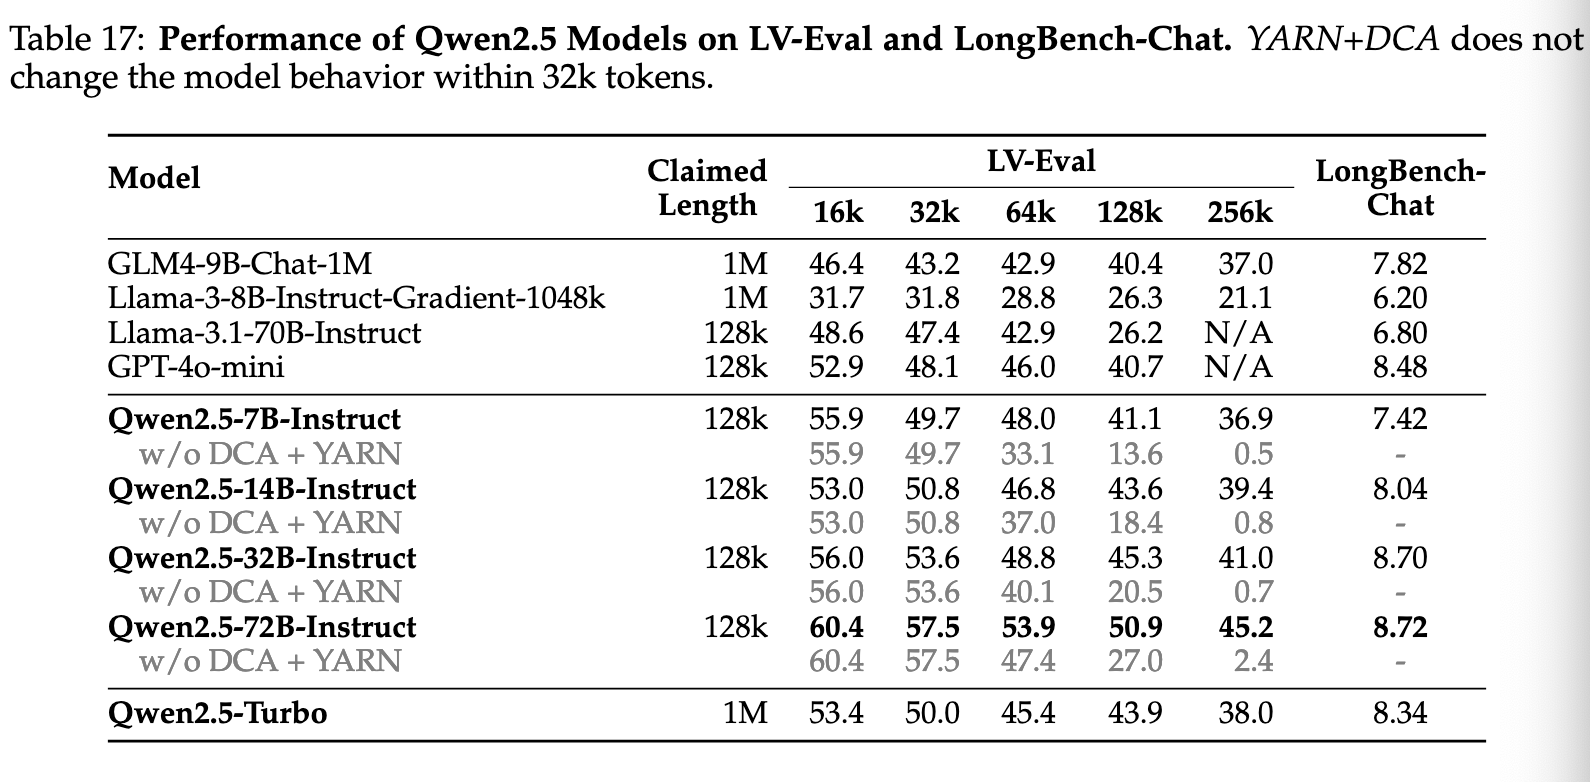 Table 17: Performance of Qwen2.5 Models on LV-Eval and LongBench-Chat. YARN+DCA does not
change the model behavior within 32k tokens.
Model Claimed Length LV-Eval LongBench-Chat
16k 32k 64k 128k 256k
GLM4-9B-Chat-1M 1M 46.4 43.2 42.9 40.4 37.0 7.82
Llama-3-8B-Instruct-Gradient-1048k 1M 31.7 31.8 28.8 26.3 21.1 6.20
Llama-3.1-70B-Instruct 128k 48.6 47.4 42.9 26.2 N/A 6.80
GPT-4o-mini 128k 52.9 48.1 46.0 40.7 N/A 8.48
Qwen2.5-7B-Instruct 128k 55.9 49.7 48.0 41.1 36.9 7.42
w/o DCA + YARN 55.9 49.7 33.1 13.6 0.5 -
Qwen2.5-14B-Instruct 128k 53.0 50.8 46.8 43.6 39.4 8.04
w/o DCA + YARN 53.0 50.8 37.0 18.4 0.8 -
Qwen2.5-32B-Instruct 128k 56.0 53.6 48.8 45.3 41.0 8.70
w/o DCA + YARN 56.0 53.6 40.1 20.5 0.7 -
Qwen2.5-72B-Instruct 128k 60.4 57.5 53.9 50.9 45.2 8.72
w/o DCA + YARN 60.4 57.5 47.4 27.0 2.4 -
Qwen2.5-Turbo 1M 53.4 50.0 45.4 43.9 38.0 8.34